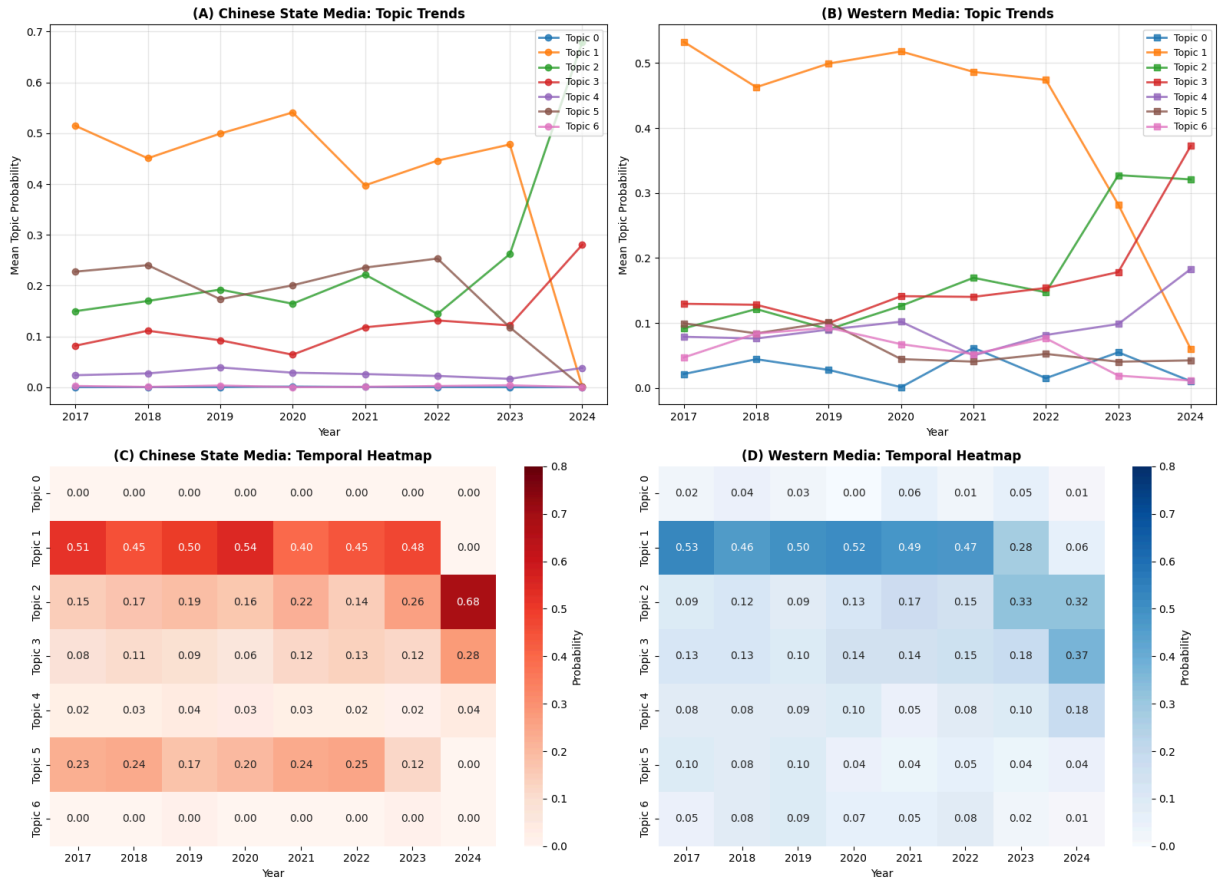 (A) Chinese State Media: Topic Trends
Mean Topic Probability
0.7
0.6
0.5
0.4
0.3
0.2
0.1
0.0
2017 2018 2019 2020 2021 2022 2023 2024
Year
Topic 0
Topic 1
Topic 2
Topic 3
Topic 4
Topic 5
Topic 6
(B) Western Media: Topic Trends
Mean Topic Probability
0.5
0.4
0.3
0.2
0.1
0.0
2017 2018 2019 2020 2021 2022 2023 2024
Year
Topic 0
Topic 1
Topic 2
Topic 3
Topic 4
Topic 5
Topic 6
(C) Chinese State Media: Temporal Heatmap
Topic 0 0.00 0.00 0.00 0.00 0.00 0.00 0.00 0.00
Topic 1 0.51 0.45 0.50 0.54 0.40 0.45 0.48 0.00
Topic 2 0.15 0.17 0.19 0.16 0.22 0.14 0.26 0.68
Topic 3 0.08 0.11 0.09 0.06 0.12 0.13 0.12 0.28
Topic 4 0.02 0.03 0.04 0.03 0.03 0.02 0.02 0.04
Topic 5 0.23 0.24 0.17 0.20 0.24 0.25 0.12 0.00
Topic 6 0.00 0.00 0.00 0.00 0.00 0.00 0.00 0.00
2017 2018 2019 2020 2021 2022 2023 2024
Year
0.8
0.7
0.6
0.5
0.4
0.3
0.2
0.1
0.0
Probability
(D) Western Media: Temporal Heatmap
Topic 0 0.02 0.04 0.03 0.00 0.06 0.01 0.05 0.01
Topic 1 0.53 0.46 0.50 0.52 0.49 0.47 0.28 0.06
Topic 2 0.09 0.12 0.09 0.13 0.17 0.15 0.33 0.32
Topic 3 0.13 0.13 0.10 0.14 0.14 0.15 0.18 0.37
Topic 4 0.08 0.08 0.09 0.10 0.05 0.08 0.10 0.18
Topic 5 0.10 0.08 0.10 0.04 0.04 0.05 0.04 0.04
Topic 6 0.05 0.08 0.09 0.07 0.05 0.08 0.02 0.01
2017 2018 2019 2020 2021 2022 2023 2024
Year
0.8
0.7
0.6
0.5
0.4
0.3
0.2
0.1
0.0
Probability